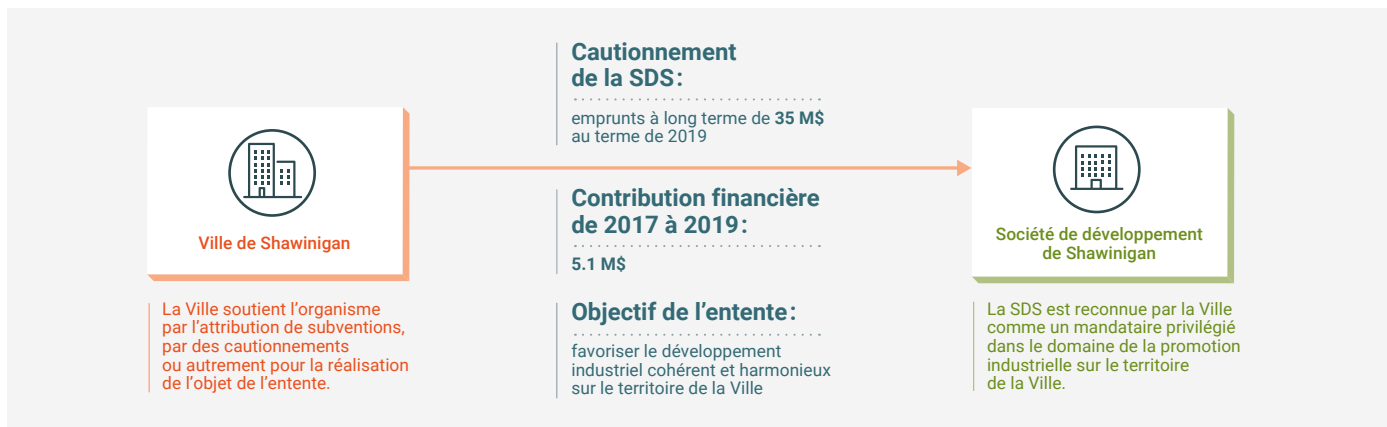 Ville de Shawinigan
La Ville soutient l’organisme
par l’attribution de subventions,
par des cautionnements
ou autrement pour la réalisation
de l’objet de l’entente.
Cautionnement
de la SDS :
emprunts à long terme de 35 M$
au terme de 2019
Contribution financière
de 2017 à 2019 :
5.1 M$
Objectif de l’entente :
favoriser le développement
industriel cohérent et harmonieux
sur le territoire de la Ville
Société de développement
de Shawinigan
La SDS est reconnue par la Ville
comme un mandataire privilégié
dans le domaine de la promotion
industrielle sur le territoire
de la Ville.